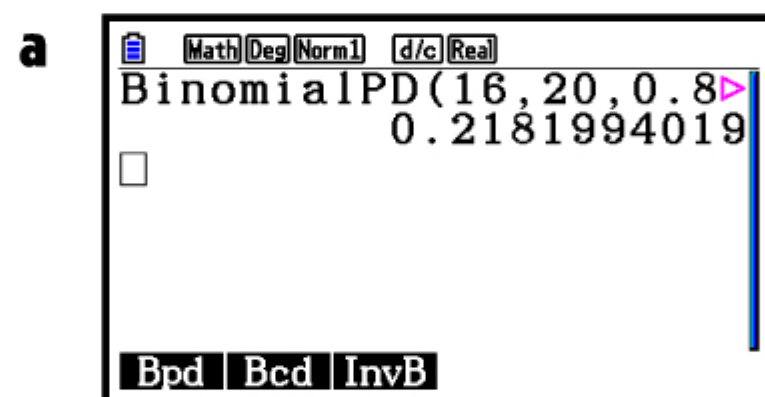 a
Math Deg Norm1 d/c Real
BinomialPD(16,20,0.8
0.2181994019
Bpd Bcd InvB